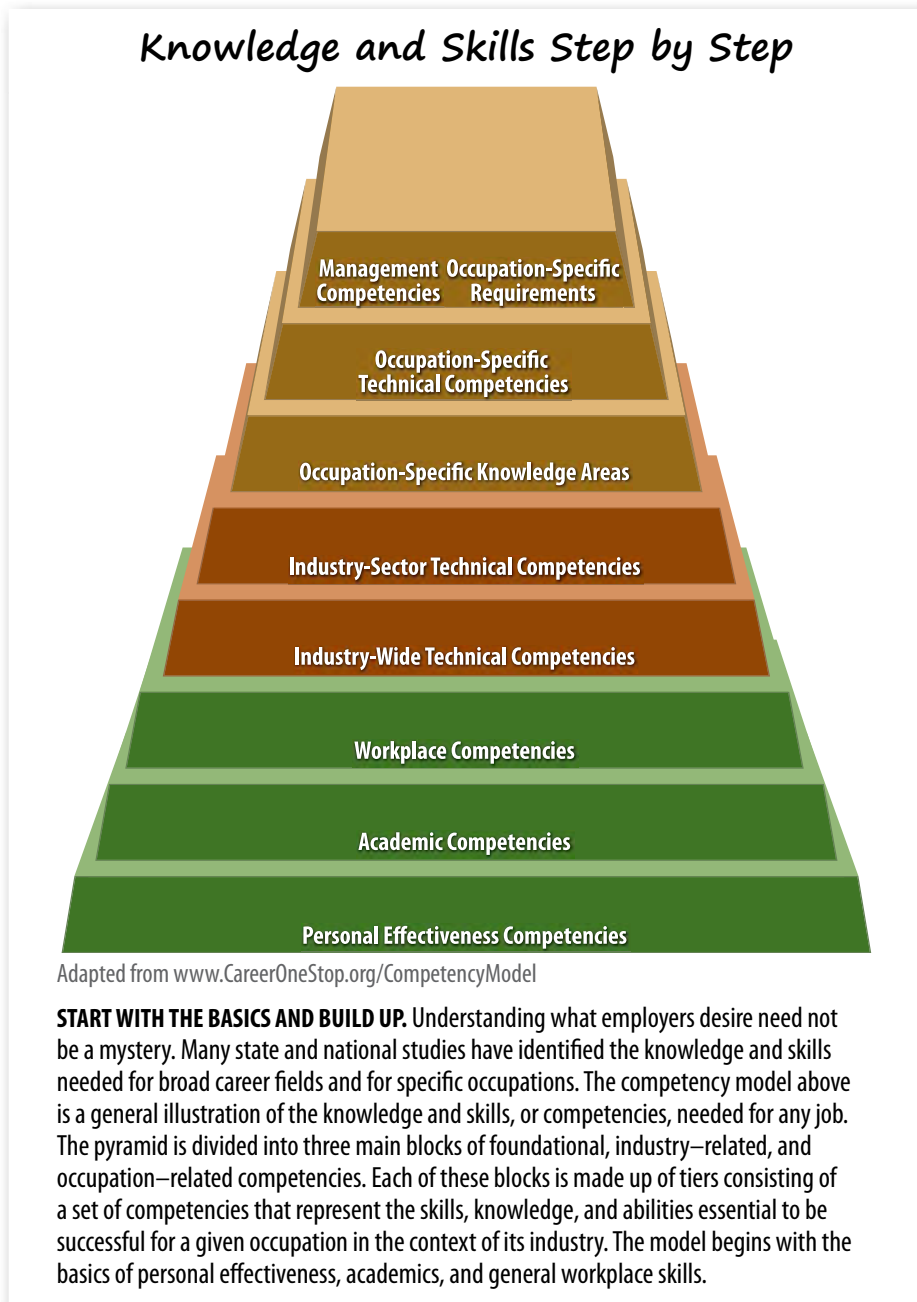 Knowledge and Skills Step by Step
Management Occupation-Specific
Competencies Requirements
Occupation-Specific
Technical Competencies
Occupation-Specific Knowledge Areas
Industry-Sector Technical Competencies
Industry-Wide Technical Competencies
Workplace Competencies
Academic Competencies
Personal Effectiveness Competencies
Adapted from www.CareerOneStop.org/CompetencyModel
START WITH THE BASICS AND BUILD UP. Understanding what employers desire need not
be a mystery. Many state and national studies have identified the knowledge and skills
needed for broad career fields and for specific occupations. The competency model above
is a general illustration of the knowledge and skills, or competencies, needed for any job.
The pyramid is divided into three main blocks of foundational, industry–related, and
occupation–related competencies. Each of these blocks is made up of tiers consisting of
a set of competencies that represent the skills, knowledge, and abilities essential to be
successful for a given occupation in the context of its industry. The model begins with the
basics of personal effectiveness, academics, and general workplace skills.